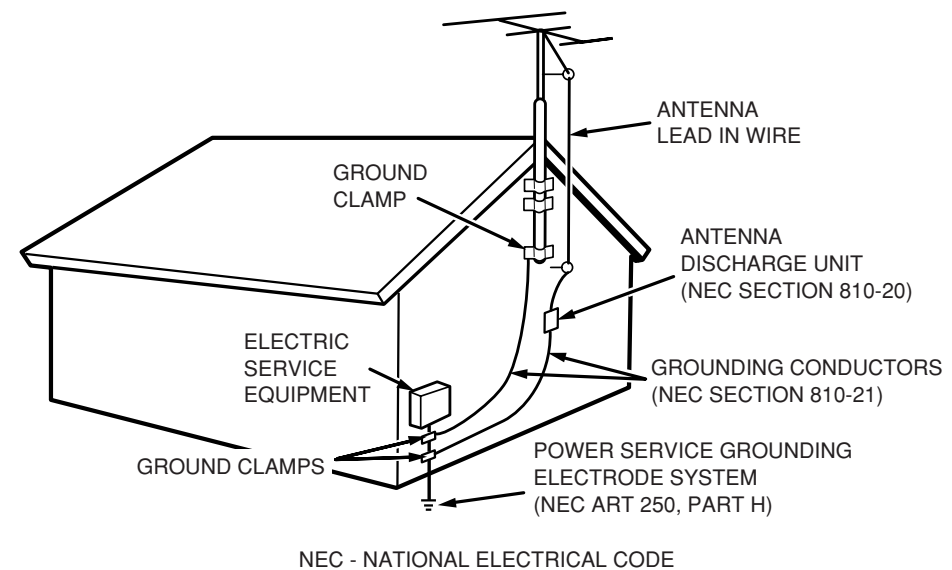 ANTENNA
LEAD IN WIRE
GROUND
CLAMP
ANTENNA
DISCHARGE UNIT
(NEC SECTION 810-20)
ELECTRIC
SERVICE
EQUIPMENT
GROUNDING CONDUCTORS
(NEC SECTION 810-21)
GROUND CLAMPS
POWER SERVICE GROUNDING
ELECTRODE SYSTEM
(NEC ART 250, PART H)
NEC - NATIONAL ELECTRICAL CODE